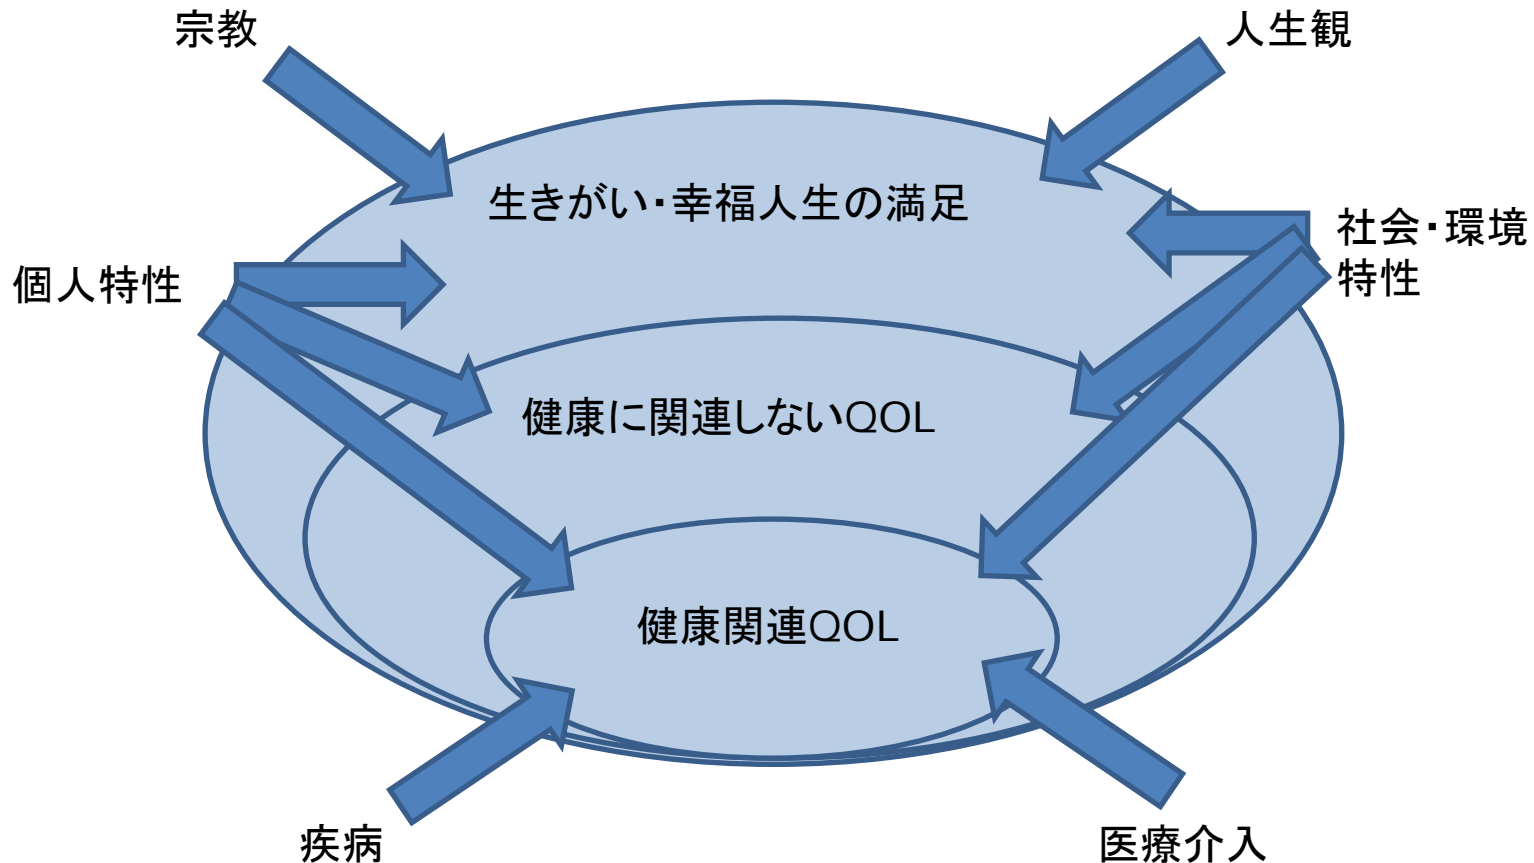 宗教
人生観
生きがい・幸福人生の満足
社会・環境
特性
個人特性
健康に関連しないQOL
健康関連QOL
疾病
医療介入